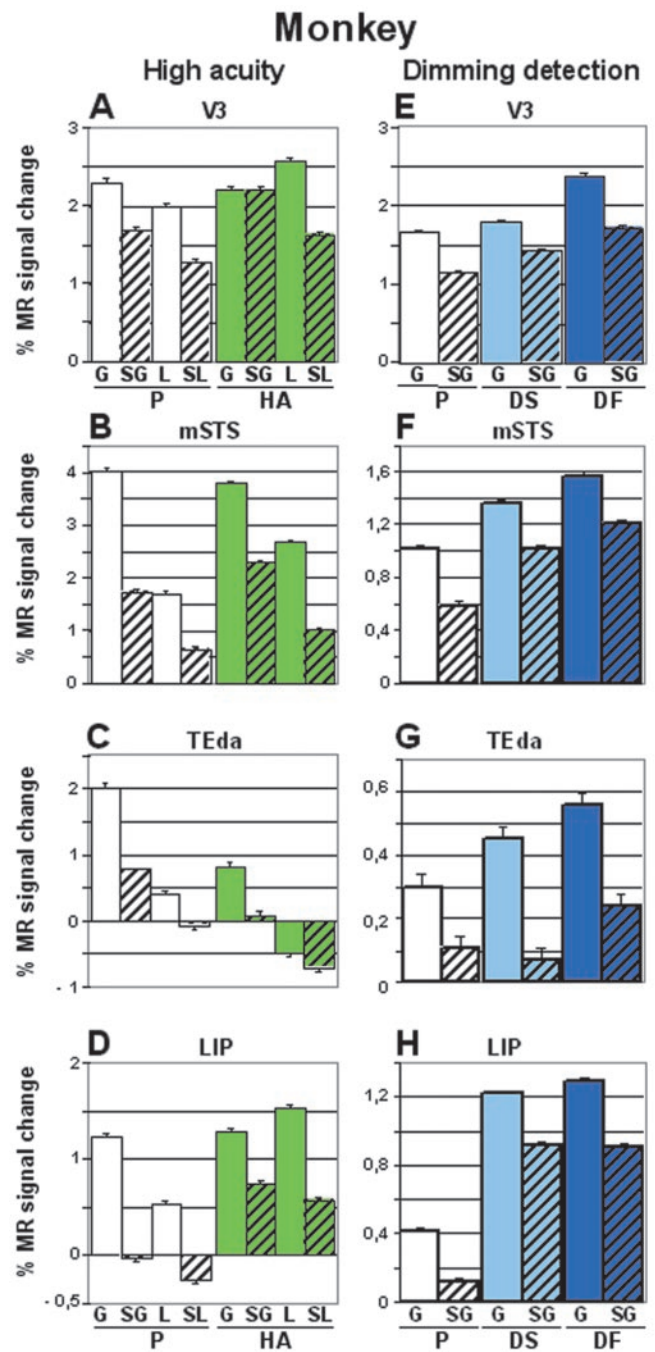 Monkey
High acuity
Dimming detection
A
V3
% MR signal change
3
2
1
0
G SG L SL G SG L SL
P HA
E
V3
3
2
1
0
G SG G SG G SG
P DS DF
B
mSTS
% MR signal change
4
3
2
1
0
F
mSTS
1,6
1,2
0,8
0,4
0
C
TEda
% MR signal change
2
1
0
- 1
G
TEda
0,6
0,4
0,2
0
D
LIP
% MR signal change
2
1
0
- 0,5
G SG L SL G SG L SL
P HA
H
LIP
1,2
0,8
0,4
0
G SG G SG G SG
P DS DF